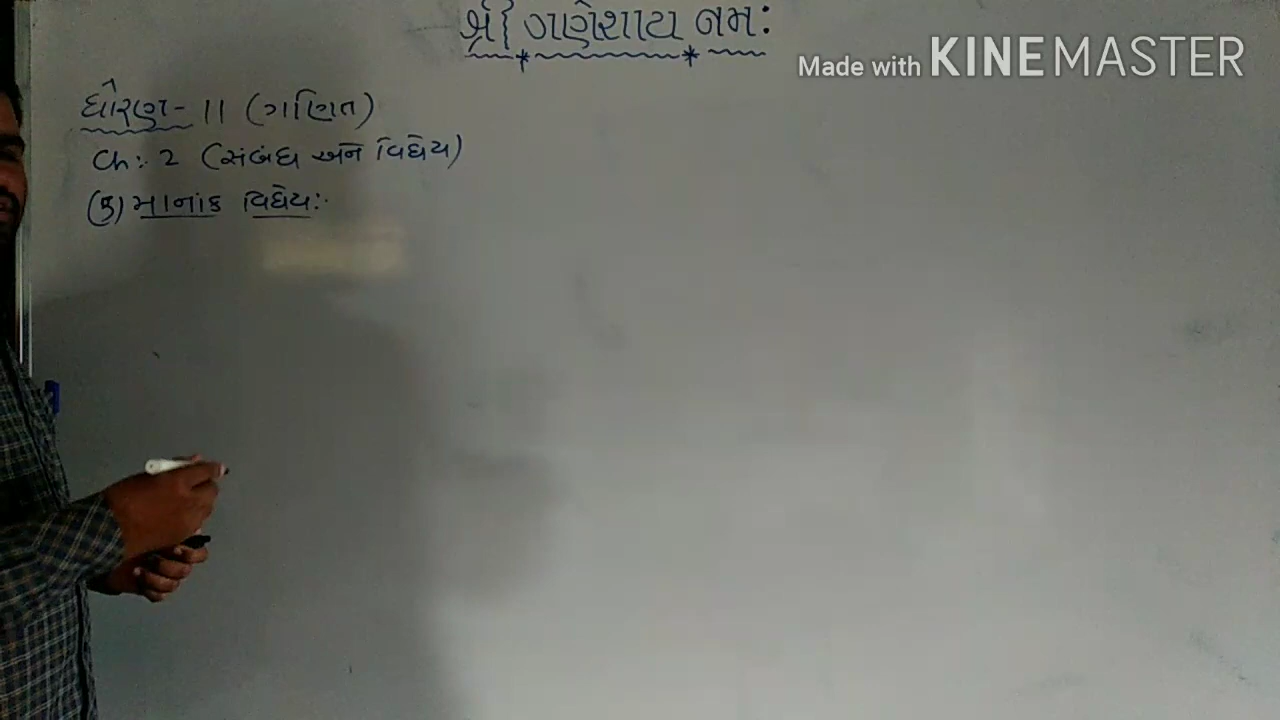 શ્રી ગણેશાય નમઃ
Made with KINEMASTER
ધોરણ- 11 (ગણિત)
Ch: 2 (સંબંધ અને વિધેય)
(5) માનાંક વિધેય: